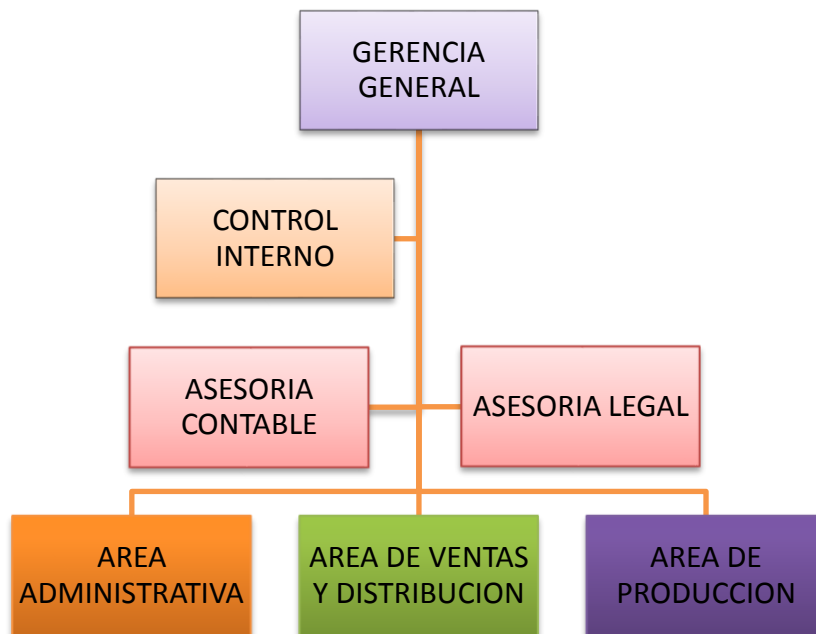 GERENCIA
GENERAL
CONTROL
INTERNO
ASESORIA
CONTABLE
ASESORIA LEGAL
AREA
ADMINISTRATIVA
AREA DE VENTAS
Y DISTRIBUCION
AREA DE
PRODUCCION